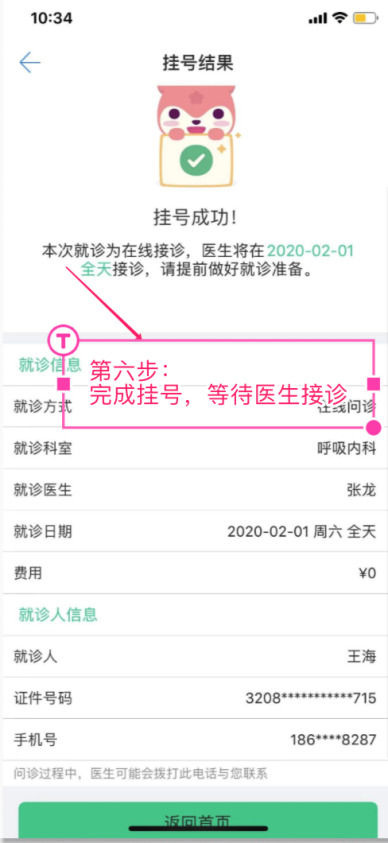 10:34
挂号结果
挂号成功!
本次就诊为在线接诊，医生将在2020-02-01
全天接诊，请提前做好就诊准备。
T
就诊信息
第六步：
完成挂号，等待医生接诊
就诊方式 在线问诊
就诊科室 呼吸内科
就诊医生 张龙
就诊日期 2020-02-01 周六 全天
费用 ¥0
就诊人信息
就诊人 王海
证件号码 3208***********715
手机号 186****8287
问诊过程中，医生可能会拨打此电话与您联系
返回首页